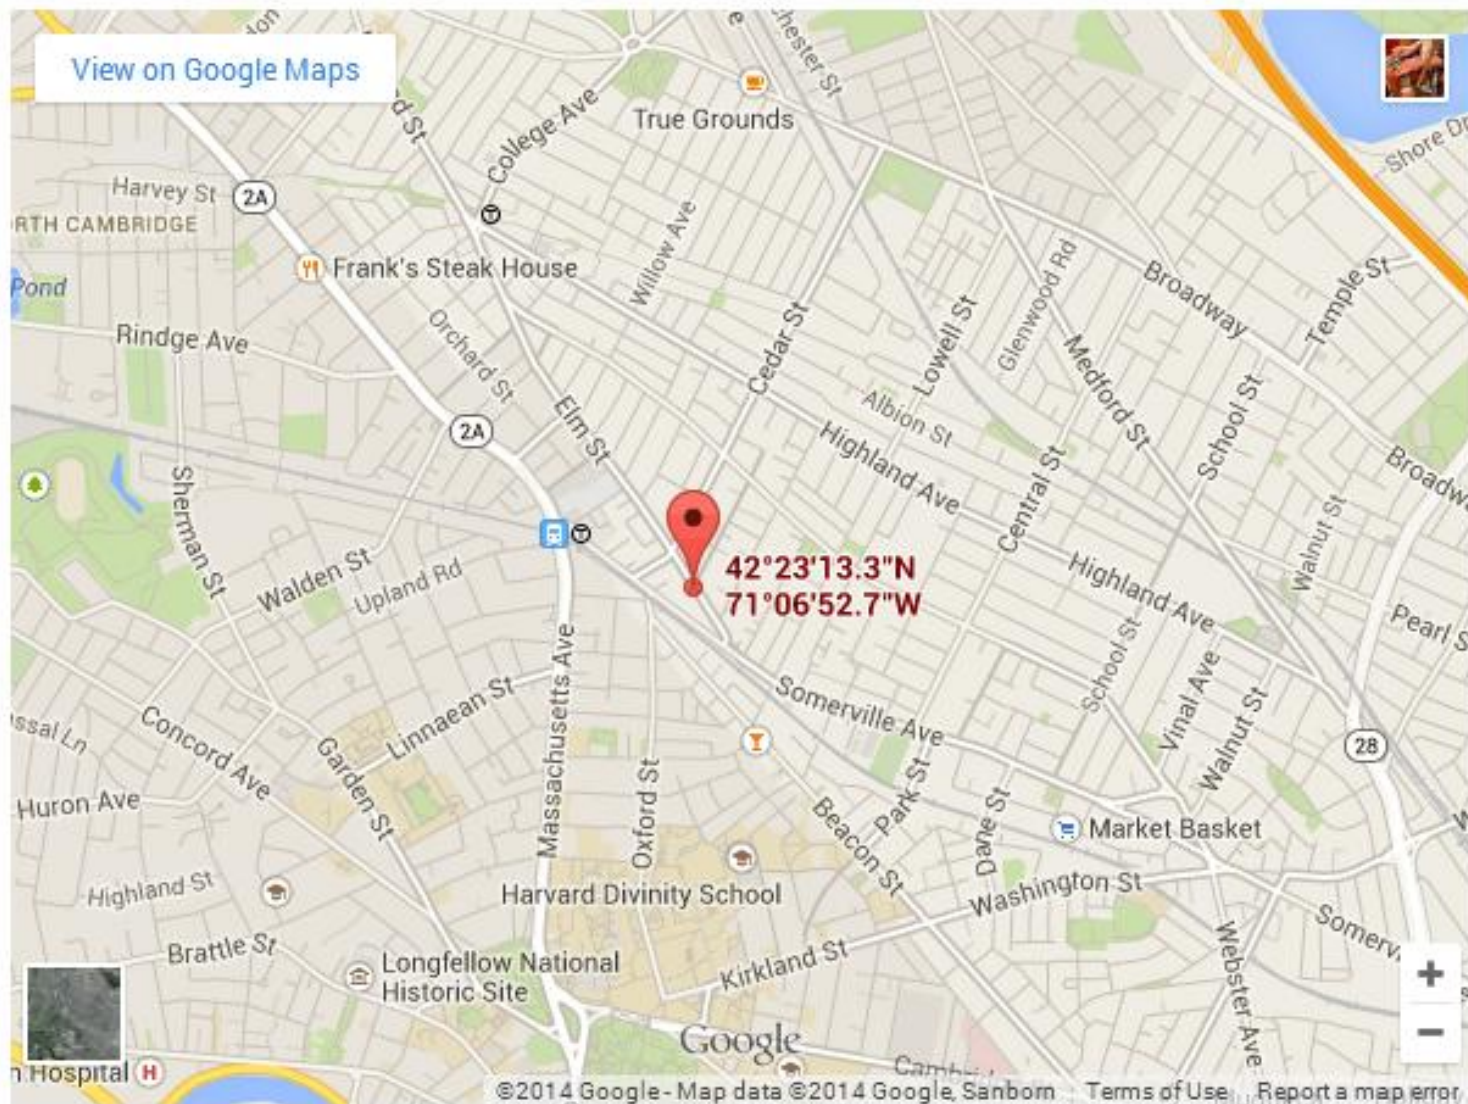 View on Google Maps
College Ave
True Grounds
Shore Dr
Harvey St
2A
RTH CAMBRIDGE
Frank's Steak House
Willow Ave
Pond
Rindge Ave
Orchard St
Cedar St
Lowell St
Glenwood Rd
Broadway
Temple St
Medford St
Albion St
School St
2A
Elm St
Highland Ave
Central St
Broadwa
Sherman St
Walden St
Upland Rd
42°23'13.3"N
71°06'52.7"W
Highland Ave
Walnut St
Pearl S
Massachusetts Ave
Linnaean St
Somerville Ave
School St
Vinal Ave
Walnut St
28
ssal Ln
Concord Ave
Garden St
Huron Ave
Oxford St
Beacon St
Park St
Dane St
Market Basket
Highland St
Harvard Divinity School
Washington St
Brattle St
Longfellow National
Historic Site
Kirkland St
Webster Ave
Somerv
Google
Hospital H
Cambri
©2014 Google - Map data ©2014 Google, Sanborn
Terms of Use
Report a map error